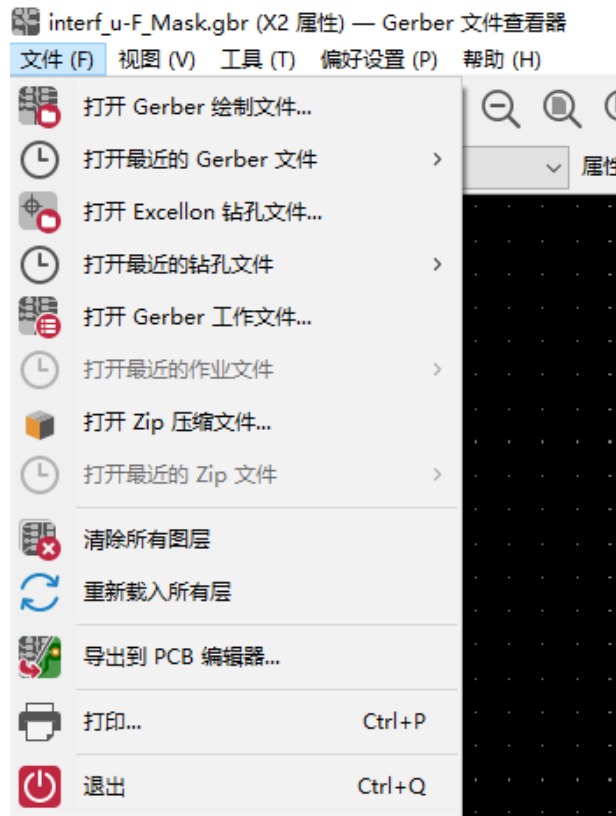 interf_u-F_Mask.gbr (X2 属性) — Gerber 文件查看器
文件 (F) 视图 (V) 工具 (T) 偏好设置 (P) 帮助 (H)
打开 Gerber 绘制文件...
打开最近的 Gerber 文件
属性
打开 Excellon 钻孔文件...
打开最近的钻孔文件
打开 Gerber 工作文件...
打开最近的作业文件
打开 Zip 压缩文件...
打开最近的 Zip 文件
清除所有图层
重新载入所有层
导出到 PCB 编辑器...
打印... Ctrl+P
退出 Ctrl+Q